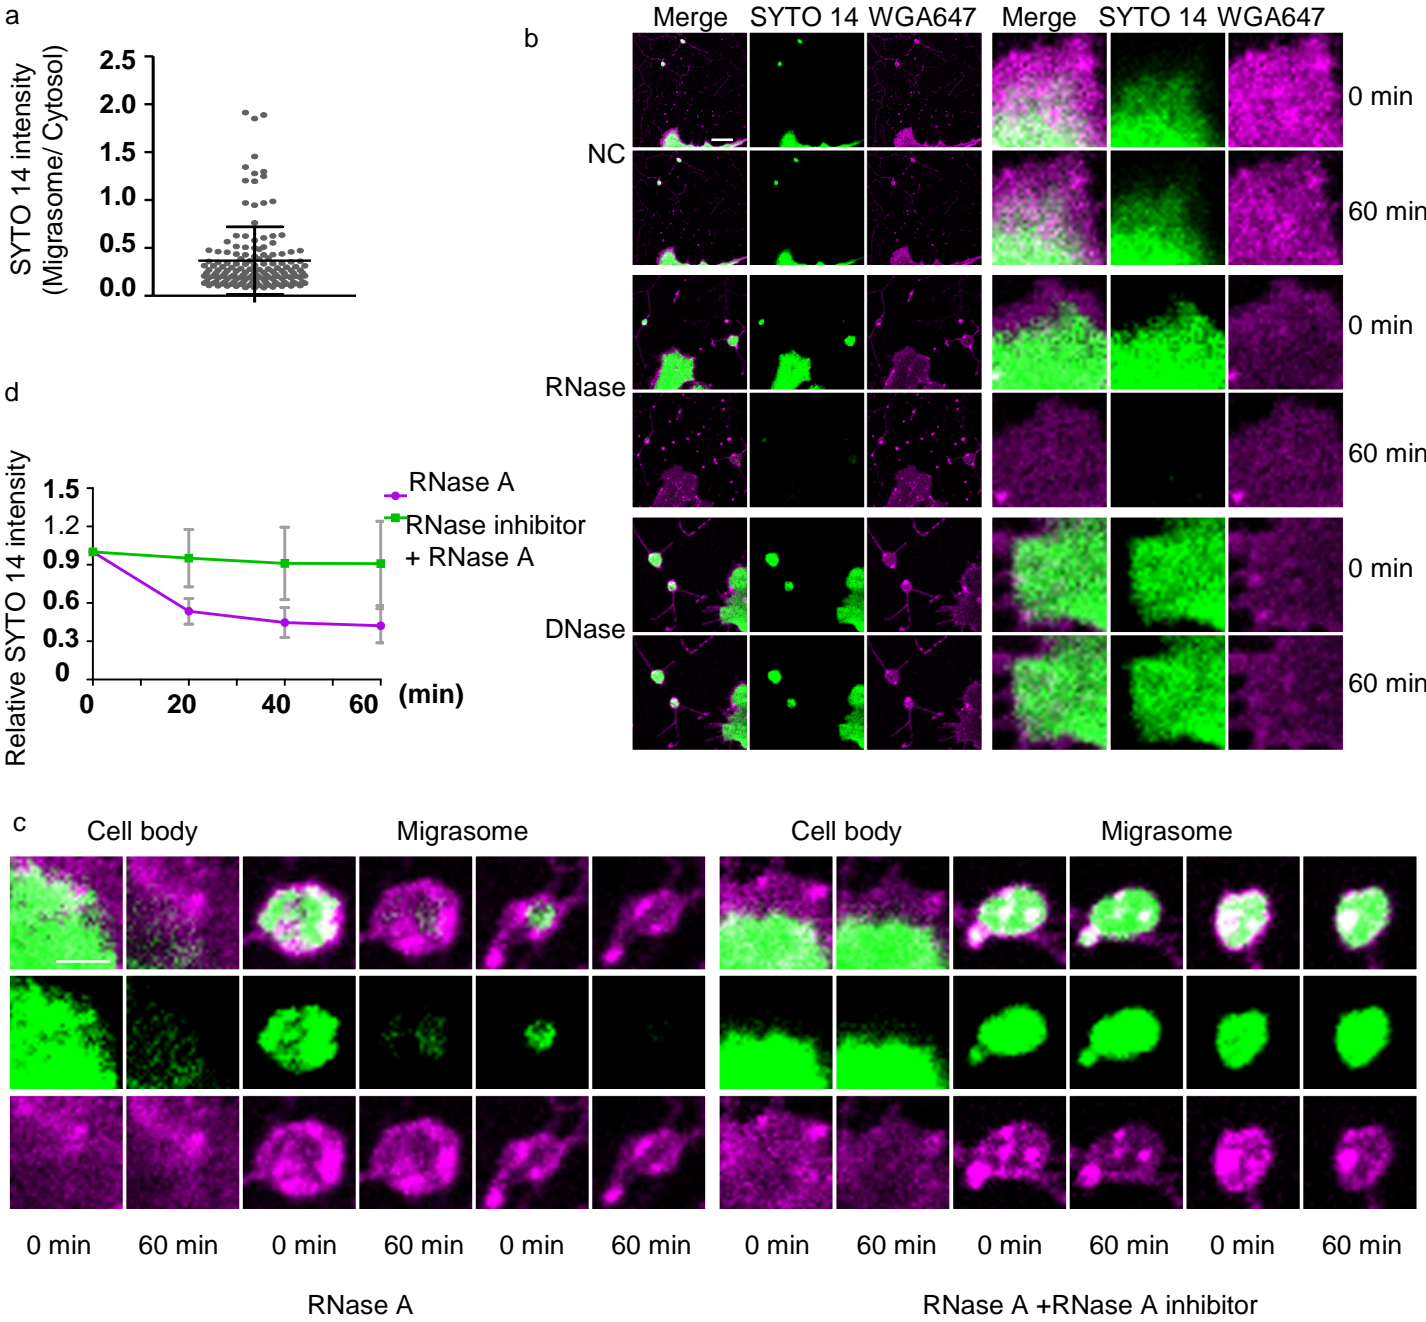 a
SYTO 14 intensity
(Migrasome/ Cytosol)
2.5
2.0
1.5
1.0
0.5
0.0
b
Merge SYTO 14 WGA647 Merge SYTO 14 WGA647
NC
0 min
60 min
RNase
0 min
60 min
DNase
0 min
60 min
d
Relative SYTO 14 intensity
1.5
1.2
0.9
0.6
0.3
0
0 20 40 60 (min)
RNase A
RNase inhibitor
+ RNase A
c
Cell body Migrasome Cell body Migrasome
0 min 60 min 0 min 60 min 0 min 60 min 0 min 60 min 0 min 60 min 0 min 60 min
RNase A RNase A +RNase A inhibitor